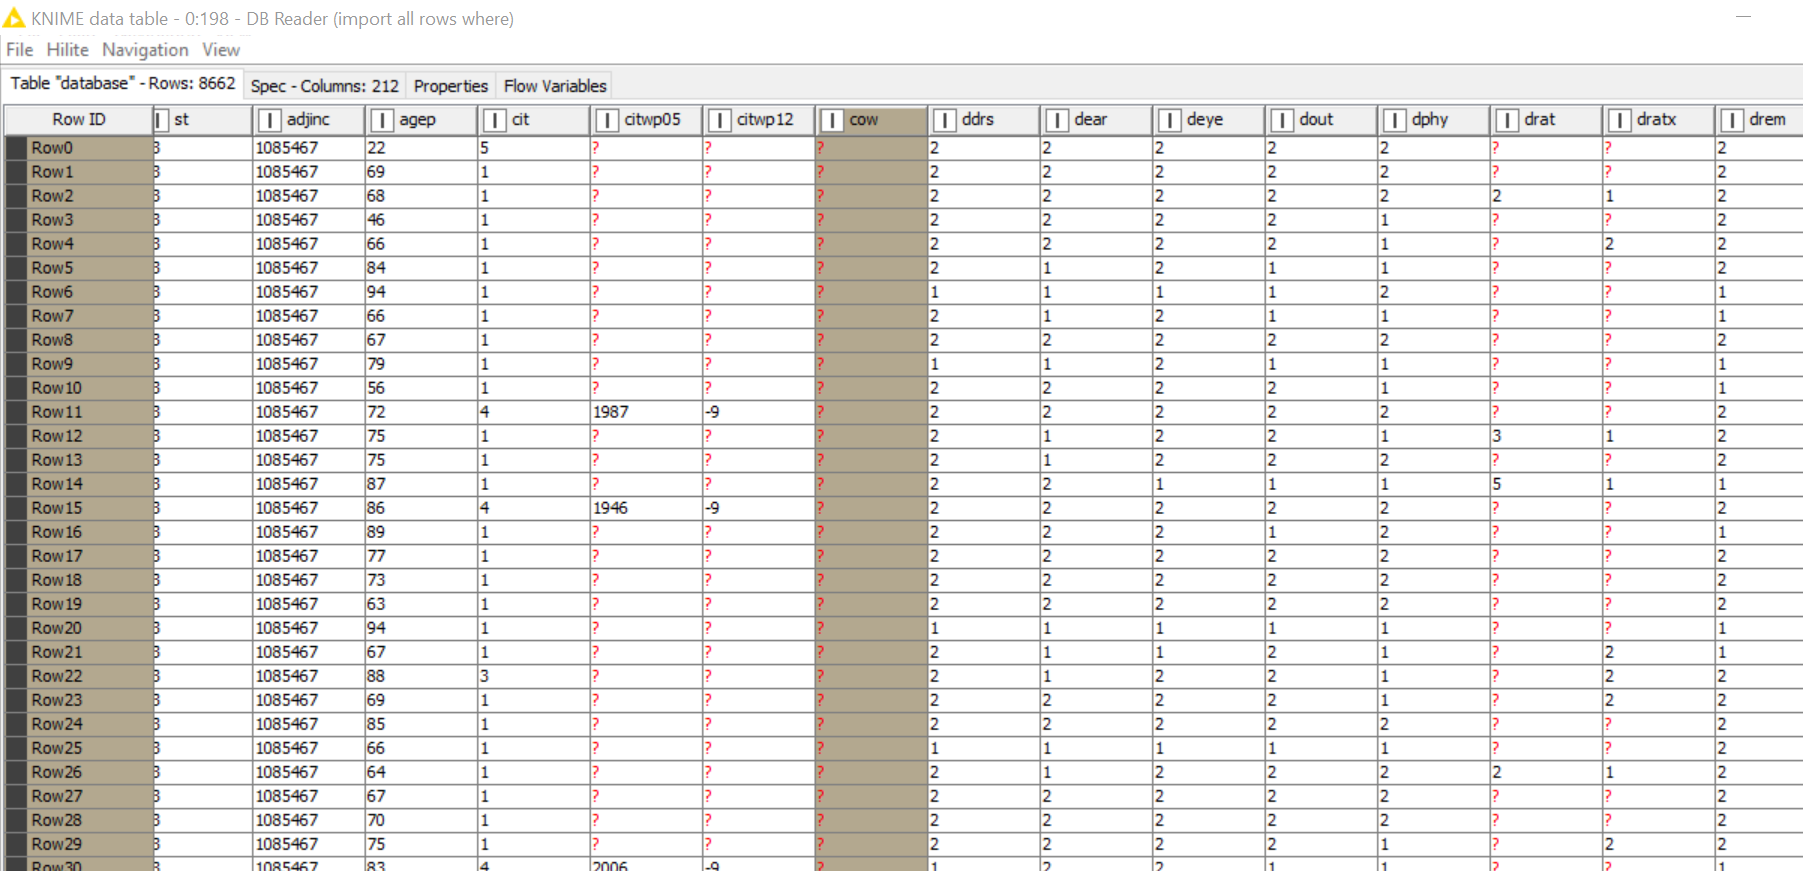 KNIME data table - 0:198 - DB Reader (import all rows where)
File Hilite Navigation View
Table "database" - Rows: 8662 Spec - Columns: 212 Properties Flow Variables
Row ID I st I adjinc I agep I cit I citwp05 I citwp12 I cow I ddrs I dear I deye I dout I dphy I drat I dratx I drem
Row0 3 1085467 22 5 ? ? ? 2 2 2 2 2 ? ? 2
Row1 3 1085467 69 1 ? ? ? 2 2 2 2 2 ? ? 2
Row2 3 1085467 68 1 ? ? ? 2 2 2 2 2 2 1 2
Row3 3 1085467 46 1 ? ? ? 2 2 2 2 1 ? ? 2
Row4 3 1085467 66 1 ? ? ? 2 2 2 2 1 ? 2 2
Row5 3 1085467 84 1 ? ? ? 2 1 2 1 1 ? ? 2
Row6 3 1085467 94 1 ? ? ? 1 1 1 1 2 ? ? 1
Row7 3 1085467 66 1 ? ? ? 2 1 2 1 1 ? ? 1
Row8 3 1085467 67 1 ? ? ? 2 2 2 2 2 ? ? 2
Row9 3 1085467 79 1 ? ? ? 1 1 2 1 1 ? ? 1
Row10 3 1085467 56 1 ? ? ? 2 2 2 2 1 ? ? 1
Row11 3 1085467 72 4 1987 -9 ? 2 2 2 2 2 ? ? 2
Row12 3 1085467 75 1 ? ? ? 2 1 2 2 1 3 1 2
Row13 3 1085467 75 1 ? ? ? 2 1 2 2 2 ? ? 2
Row14 3 1085467 87 1 ? ? ? 2 2 1 1 1 5 1 1
Row15 3 1085467 86 4 1946 -9 ? 2 2 2 2 2 ? ? 2
Row16 3 1085467 89 1 ? ? ? 2 2 2 1 2 ? ? 1
Row17 3 1085467 77 1 ? ? ? 2 2 2 2 2 ? ? 2
Row18 3 1085467 73 1 ? ? ? 2 2 2 2 2 ? ? 2
Row19 3 1085467 63 1 ? ? ? 2 2 2 2 2 ? ? 2
Row20 3 1085467 94 1 ? ? ? 1 1 1 1 1 ? ? 1
Row21 3 1085467 67 1 ? ? ? 2 1 1 2 1 ? 2 1
Row22 3 1085467 88 3 ? ? ? 2 1 2 2 1 ? 2 2
Row23 3 1085467 69 1 ? ? ? 2 2 2 2 1 ? 2 2
Row24 3 1085467 85 1 ? ? ? 2 2 2 2 2 ? ? 2
Row25 3 1085467 66 1 ? ? ? 1 1 1 1 1 ? ? 2
Row26 3 1085467 64 1 ? ? ? 2 1 2 2 2 2 1 2
Row27 3 1085467 67 1 ? ? ? 2 2 2 2 2 ? ? 2
Row28 3 1085467 70 1 ? ? ? 2 2 2 2 2 ? ? 2
Row29 3 1085467 75 1 ? ? ? 2 2 2 2 1 ? 2 2
Row30 3 1085467 83 4 2006 -9 ? 1 2 2 1 1 ? ? 1